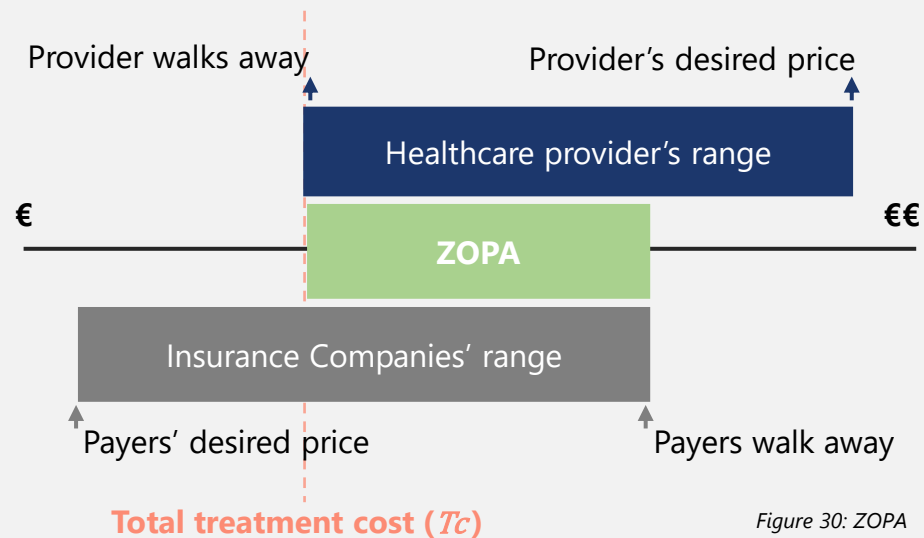 Provider walks away
Provider’s desired price
Healthcare provider’s range
€
€€
ZOPA
Insurance Companies’ range
Payers’ desired price
Payers walk away
Total treatment cost (Tc)
Figure 30: ZOPA